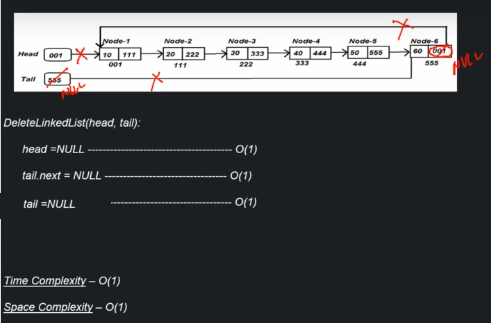 Node-1 Node-2 Node-3 Node-4 Node-5 Node-6
Head 001 10 111 20 222 30 333 40 444 50 555 60 001 NULL
001 111 222 333 444 555
Tail 555 NULL
DeleteLinkedList(head, tail):
head =NULL ------------------------------------ O(1)
tail.next = NULL ------------------------------- O(1)
tail =NULL ------------------------------- O(1)
Time Complexity – O(1)
Space Complexity – O(1)